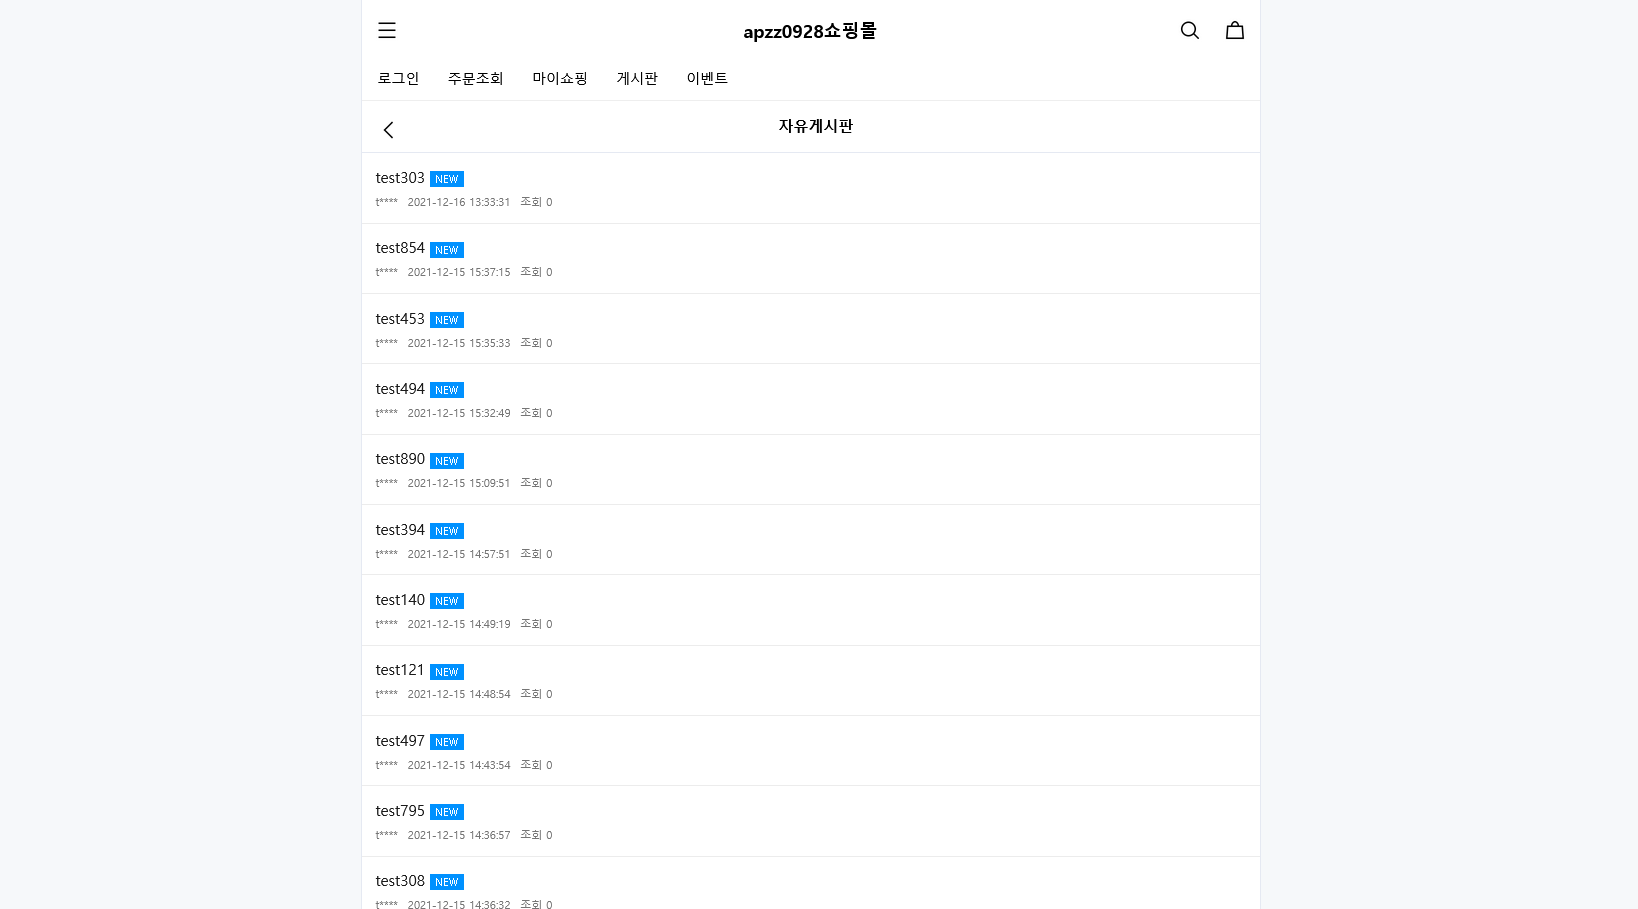 apzz0928쇼핑몰
로그인 주문조회 마이쇼핑 게시판 이벤트
자유게시판
test303 NEW
t**** 2021-12-16 13:33:31 조회 0
test854 NEW
t**** 2021-12-15 15:37:15 조회 0
test453 NEW
t**** 2021-12-15 15:35:33 조회 0
test494 NEW
t**** 2021-12-15 15:32:49 조회 0
test890 NEW
t**** 2021-12-15 15:09:51 조회 0
test394 NEW
t**** 2021-12-15 14:57:51 조회 0
test140 NEW
t**** 2021-12-15 14:49:19 조회 0
test121 NEW
t**** 2021-12-15 14:48:54 조회 0
test497 NEW
t**** 2021-12-15 14:43:54 조회 0
test795 NEW
t**** 2021-12-15 14:36:57 조회 0
test308 NEW
t**** 2021-12-15 14:36:32 조회 0